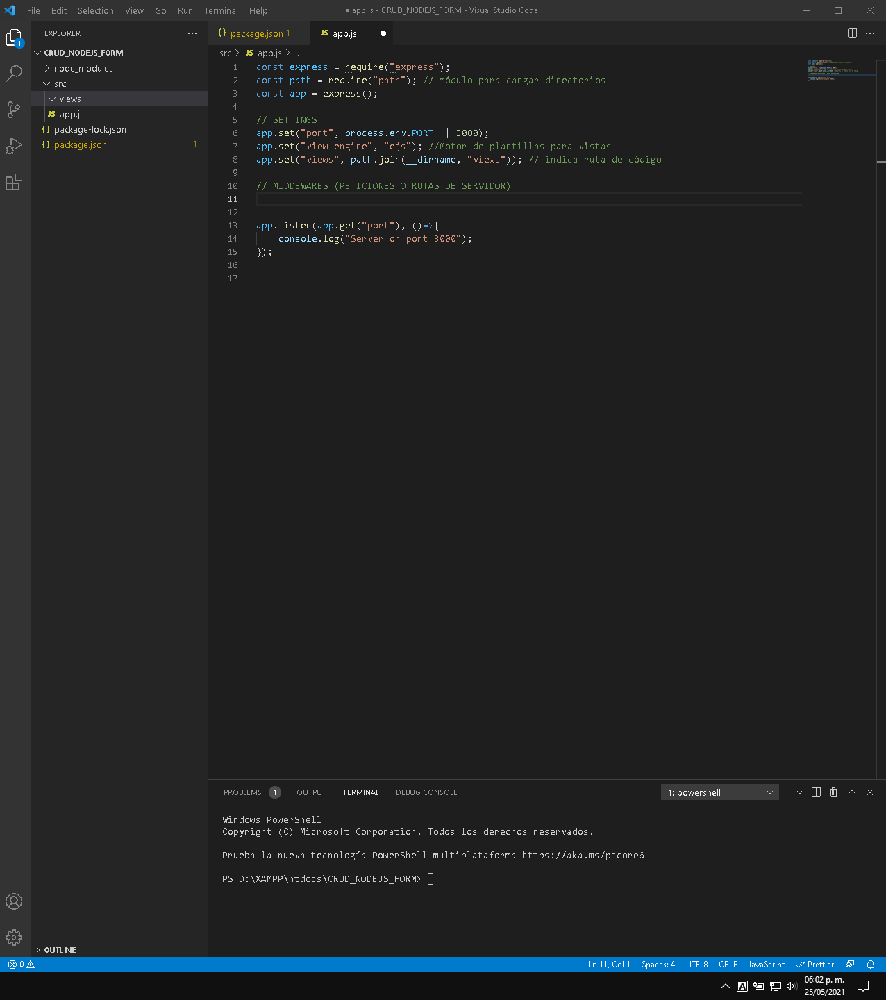 File Edit Selection View Go Run Terminal Help
● app.js - CRUD_NODEJS_FORM - Visual Studio Code
EXPLORER
CRUD_NODEJS_FORM
node_modules
src
views
JS app.js
{} package-lock.json
{} package.json 1
1
{} package.json 1
JS app.js
src > JS app.js > ...
1 const express = require("express");
2 const path = require("path"); // módulo para cargar directorios
3 const app = express();
4
5 // SETTINGS
6 app.set("port", process.env.PORT || 3000);
7 app.set("view engine", "ejs"); //Motor de plantillas para vistas
8 app.set("views", path.join(__dirname, "views")); // indica ruta de código
9
10 // MIDDEWARES (PETICIONES O RUTAS DE SERVIDOR)
11
12
13 app.listen(app.get("port"), ()=>{
14     console.log("Server on port 3000");
15 });
16
17
PROBLEMS 1 OUTPUT TERMINAL DEBUG CONSOLE
1: powershell
Windows PowerShell
Copyright (C) Microsoft Corporation. Todos los derechos reservados.
Prueba la nueva tecnología PowerShell multiplataforma https://aka.ms/pscore6
PS D:\XAMPP\htdocs\CRUD_NODEJS_FORM>
OUTLINE
0 1
Ln 11, Col 1 Spaces: 4 UTF-8 CRLF JavaScript Prettier
A
06:02 p. m.
25/05/2021